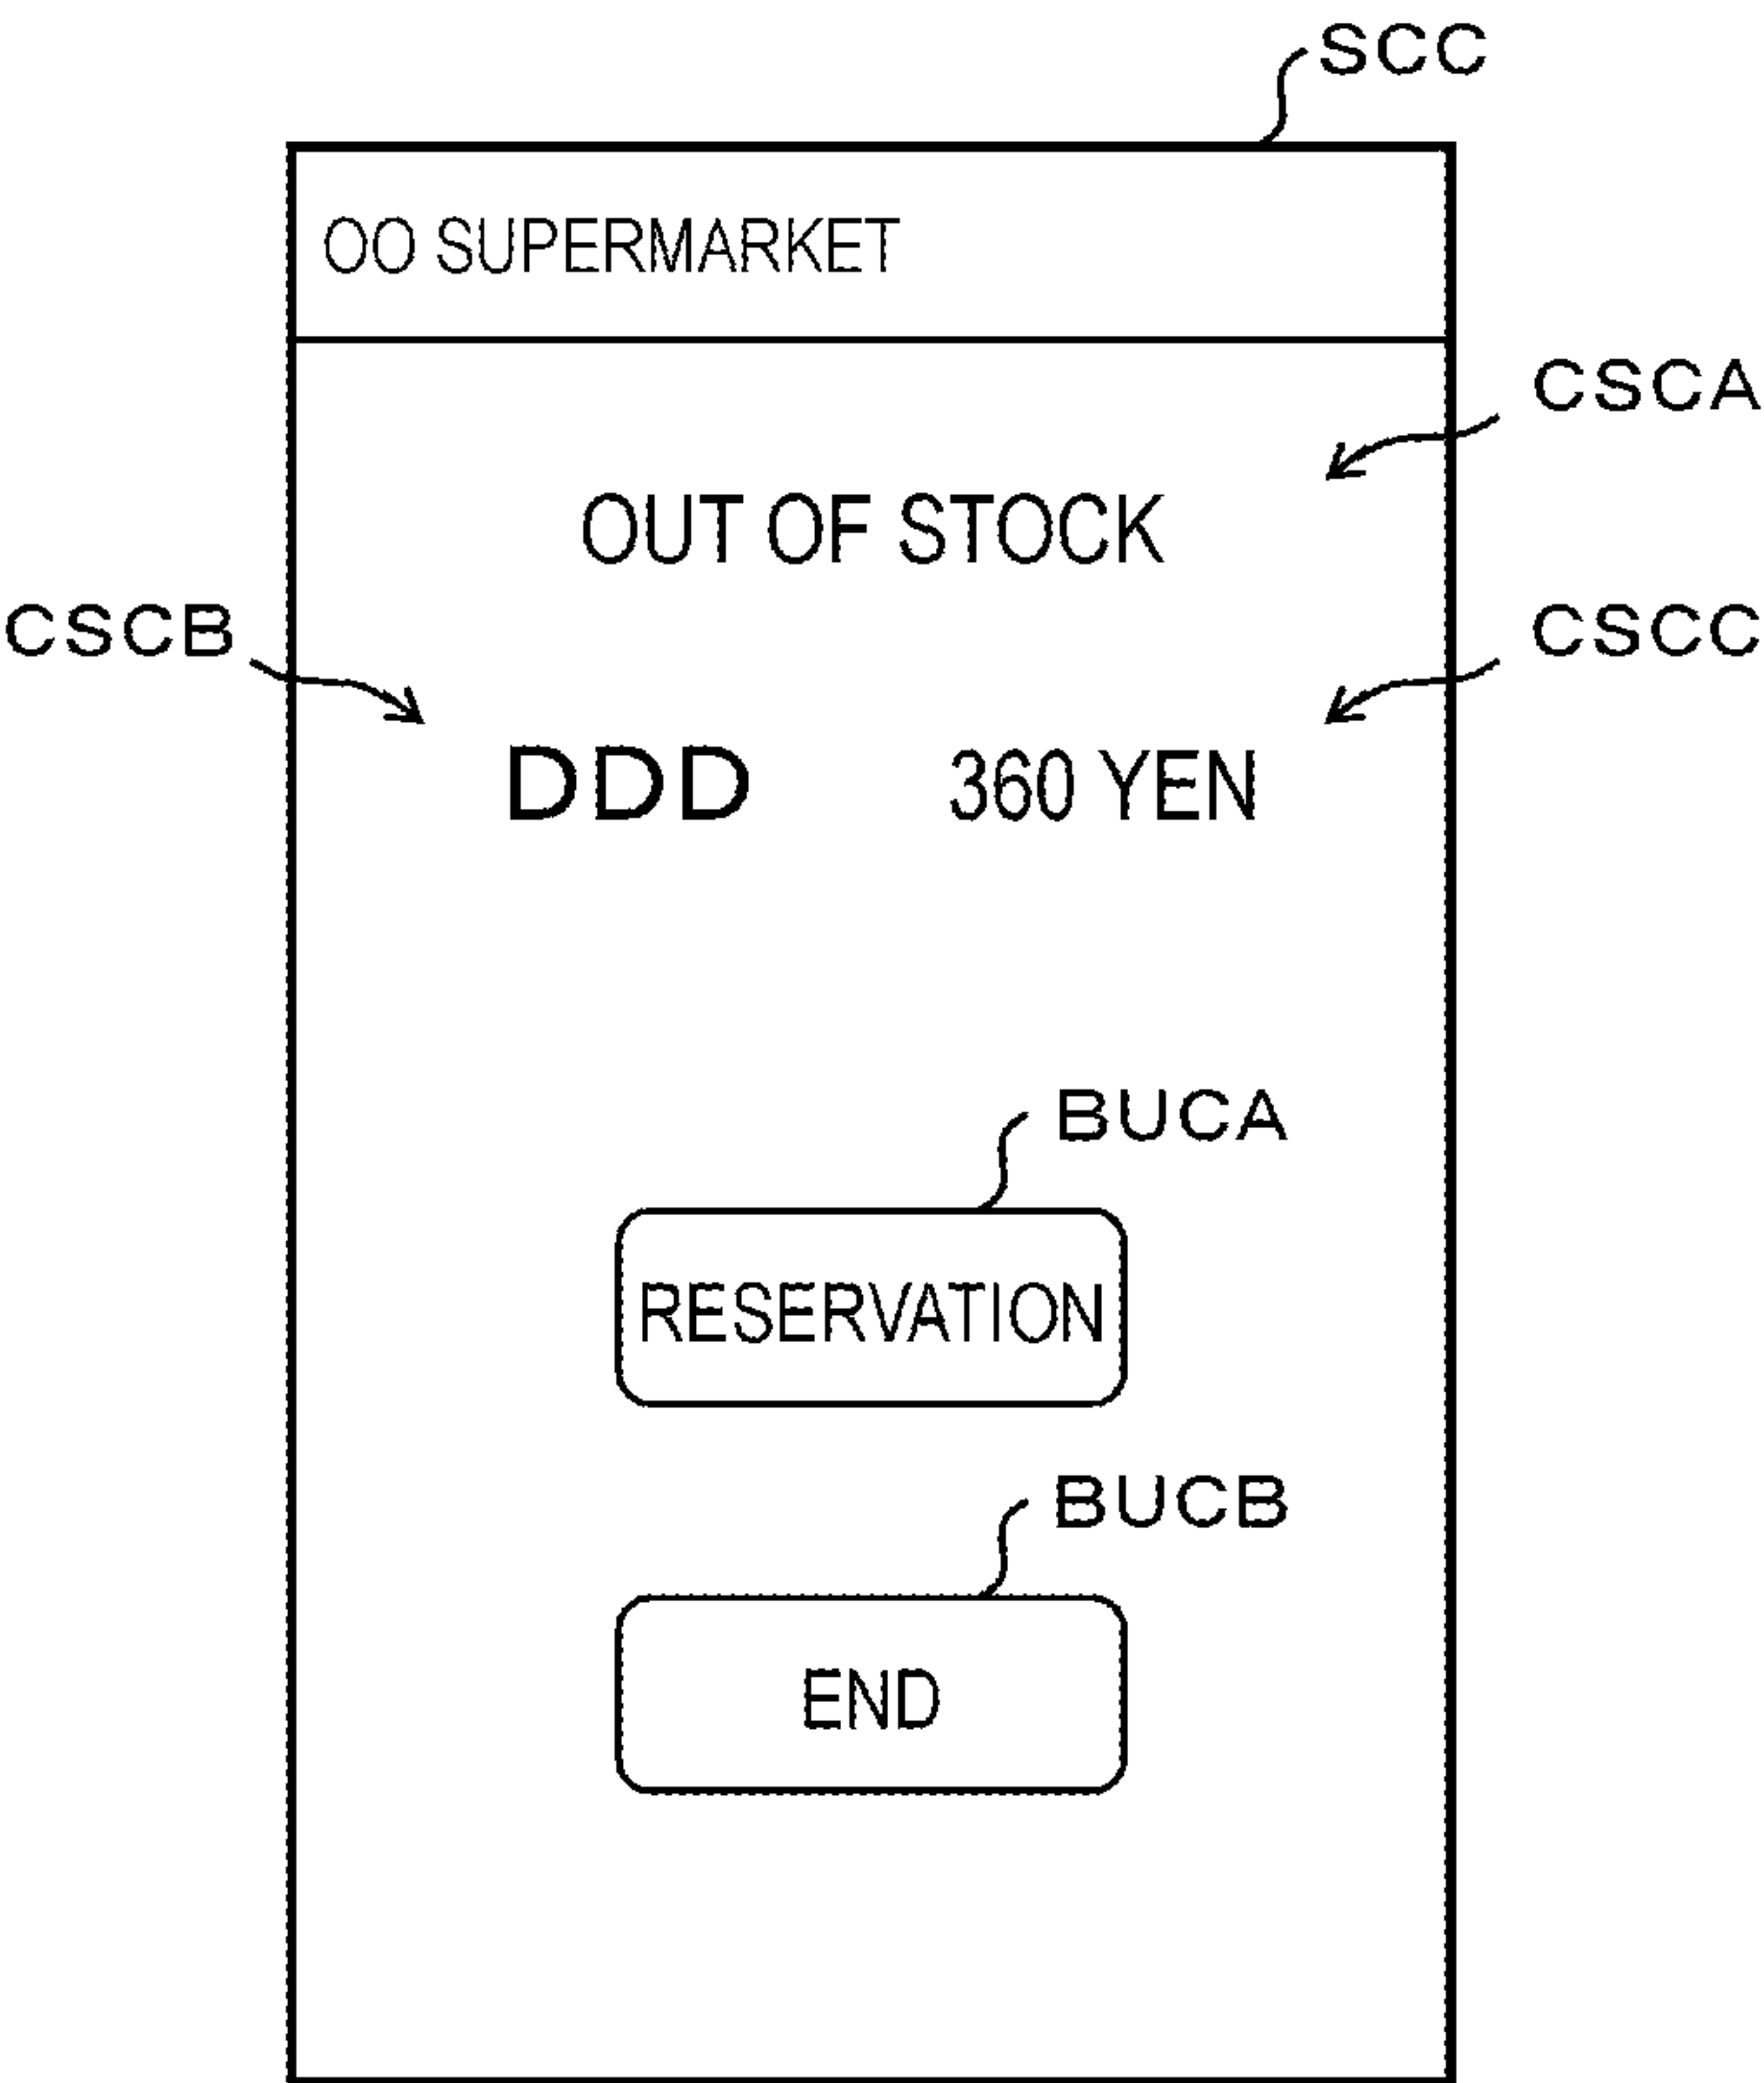 SCC
OO SUPERMARKET
CSCA
OUT OF STOCK
CSCB
CSCC
DDD 360 YEN
BUCA
RESERVATION
BUCB
END